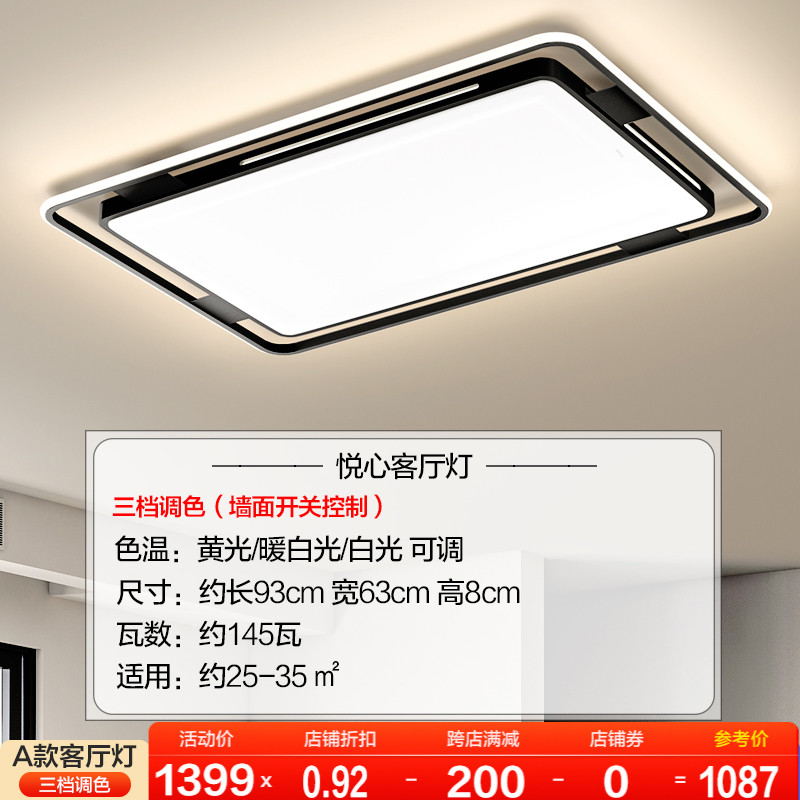 悦心客厅灯
三档调色（墙面开关控制）
色温：黄光/暖白光/白光 可调
尺寸：约长93cm 宽63cm 高8cm
瓦数：约145瓦
适用：约25-35㎡
A款客厅灯
三档调色
活动价 店铺折扣 跨店满减 店铺券 参考价
1399 x 0.92 - 200 - 0 = 1087